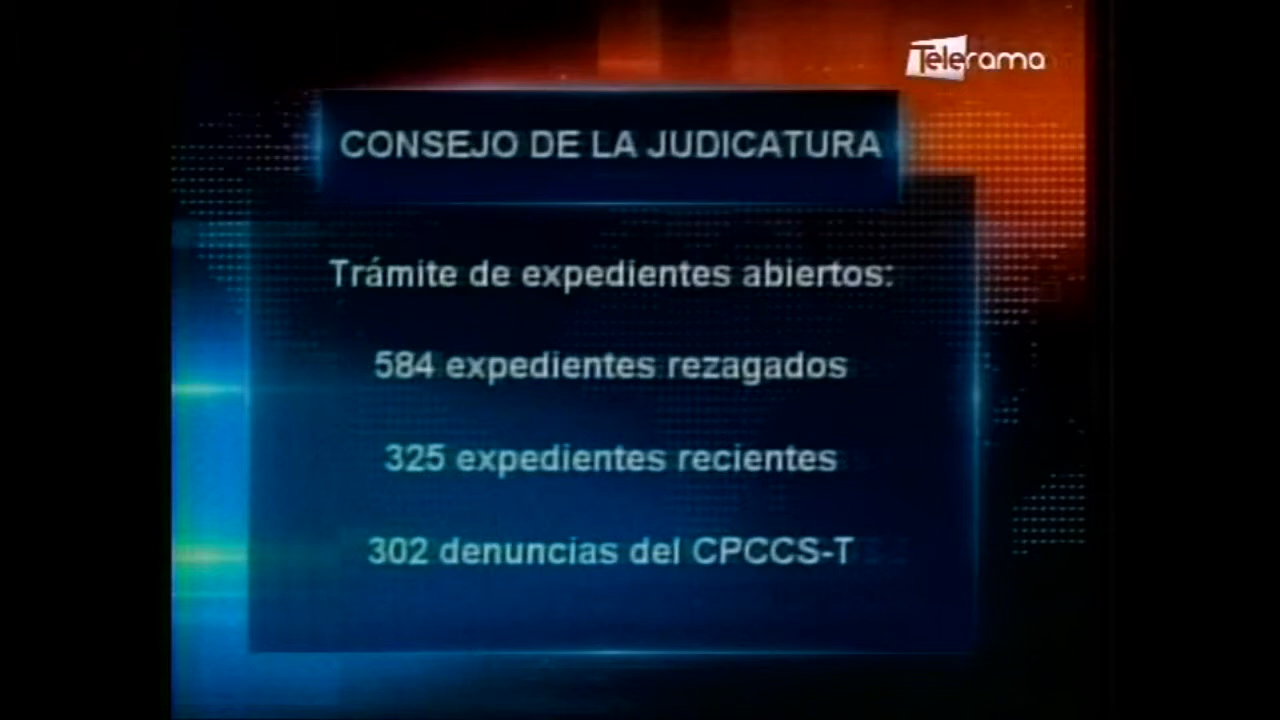 Telerama
CONSEJO DE LA JUDICATURA
Trámite de expedientes abiertos:
584 expedientes rezagados
325 expedientes recientes
302 denuncias del CPCCS-T